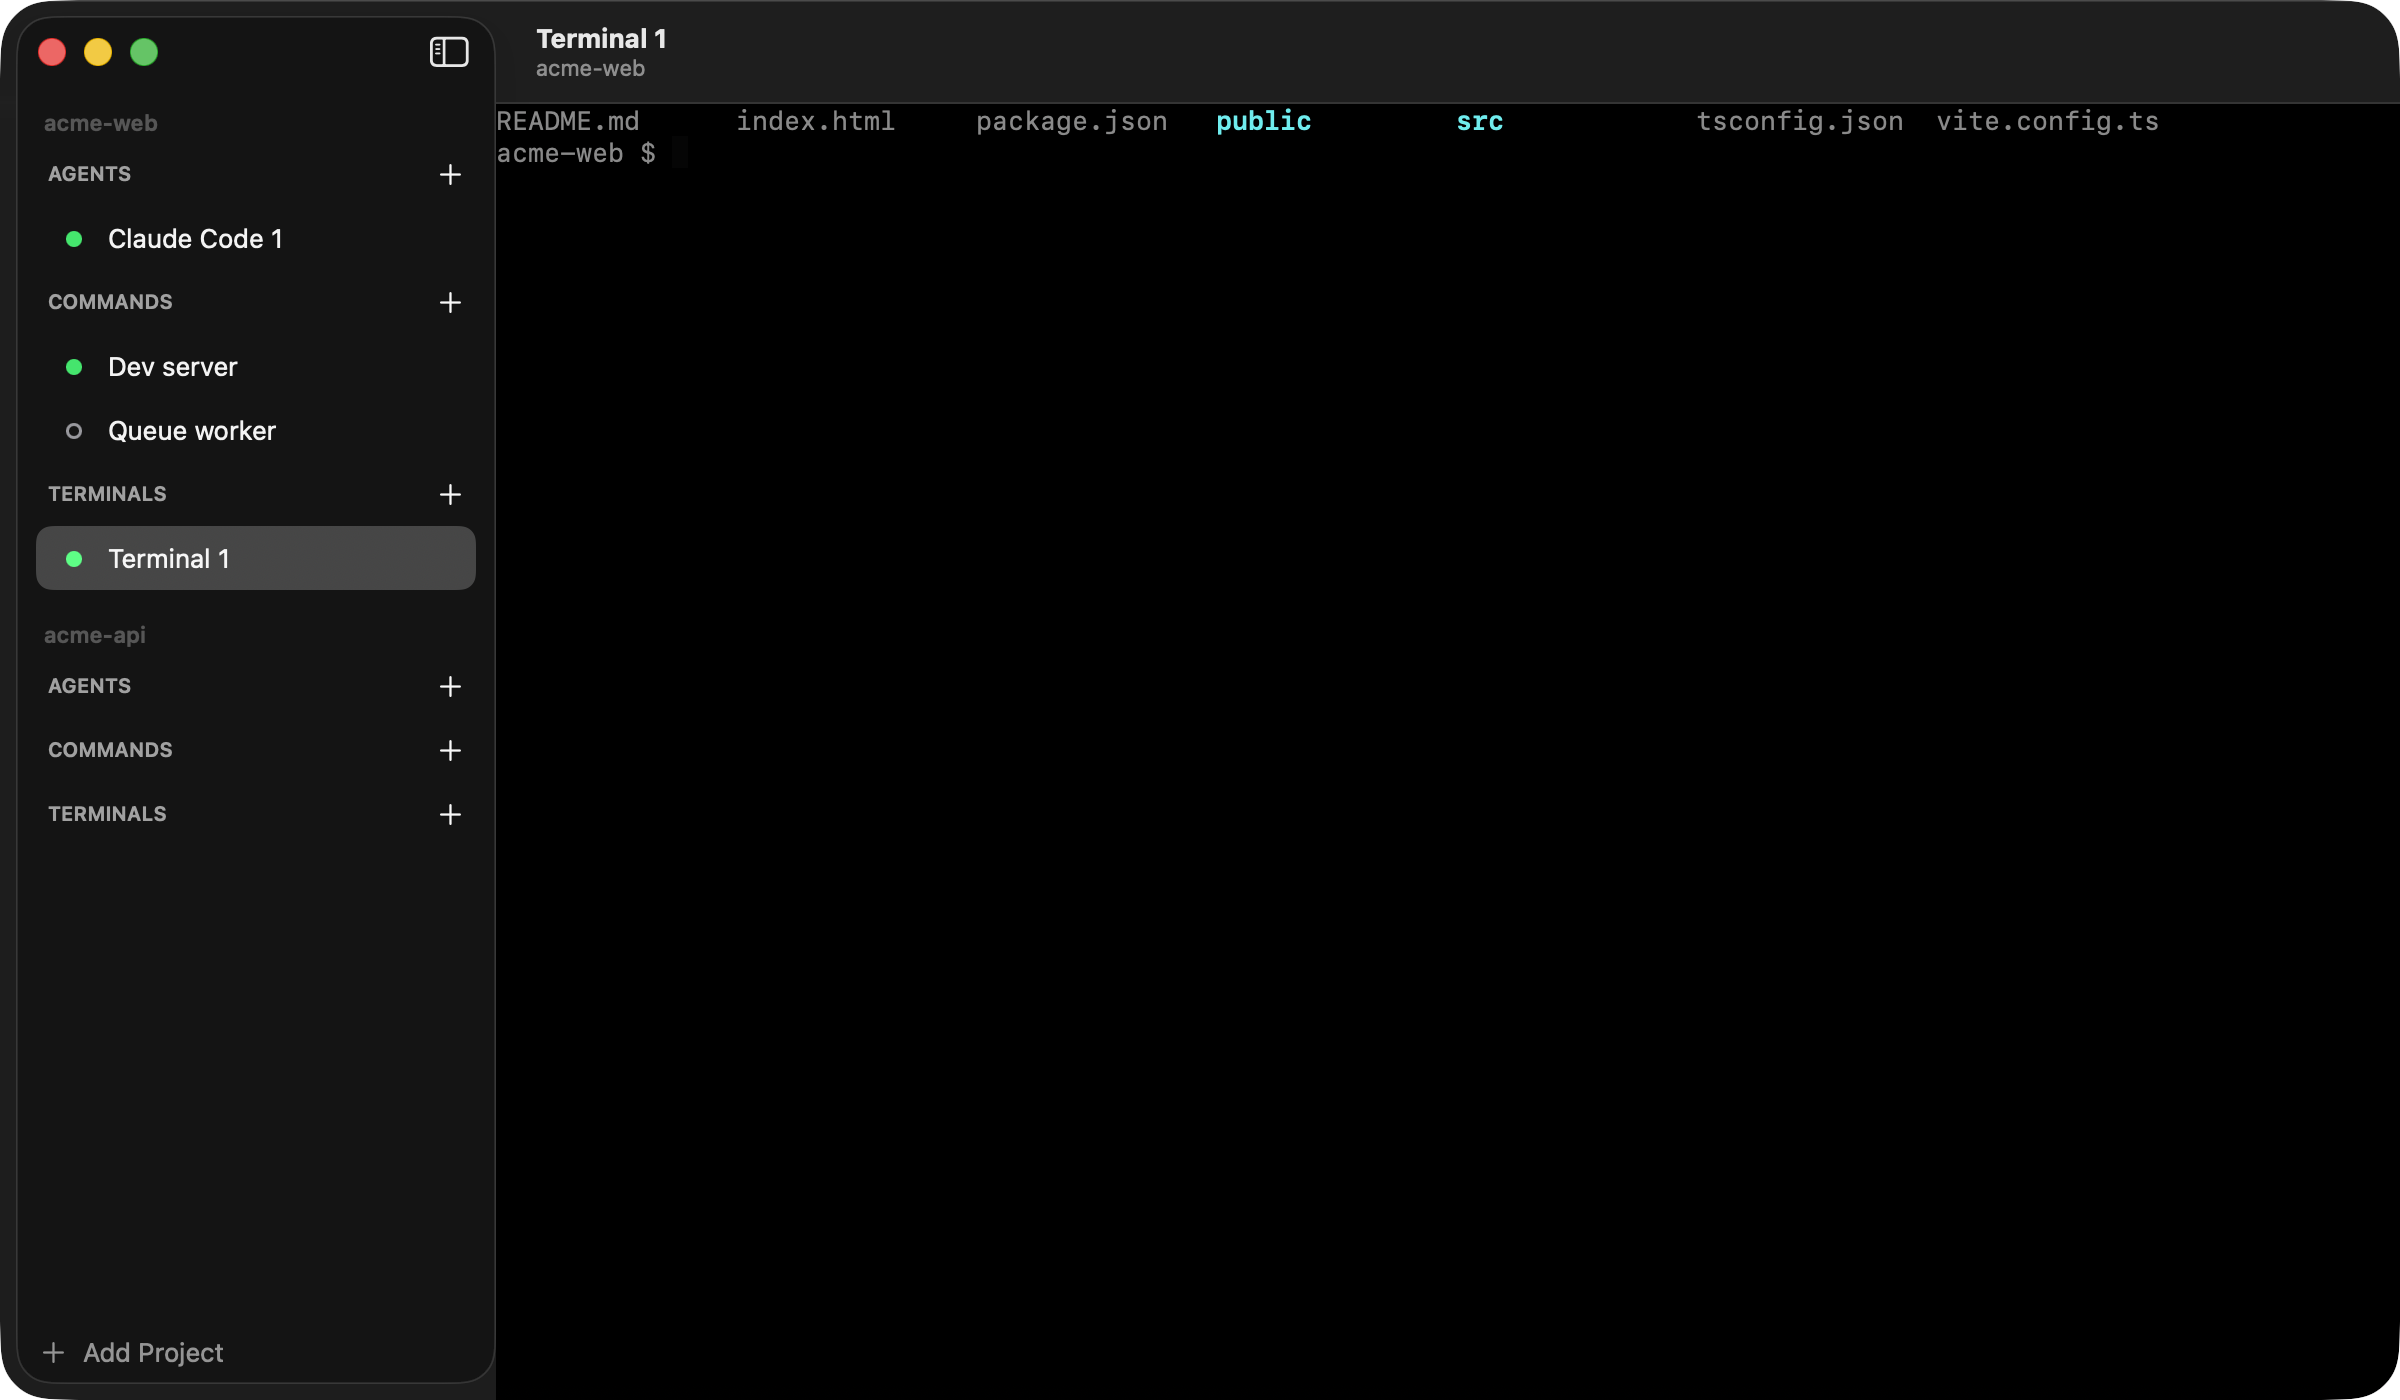 Terminal 1
acme-web
acme-web
AGENTS
Claude Code 1
COMMANDS
Dev server
Queue worker
TERMINALS
Terminal 1
acme-api
AGENTS
COMMANDS
TERMINALS
Add Project
README.md index.html package.json public src tsconfig.json vite.config.ts
acme-web $